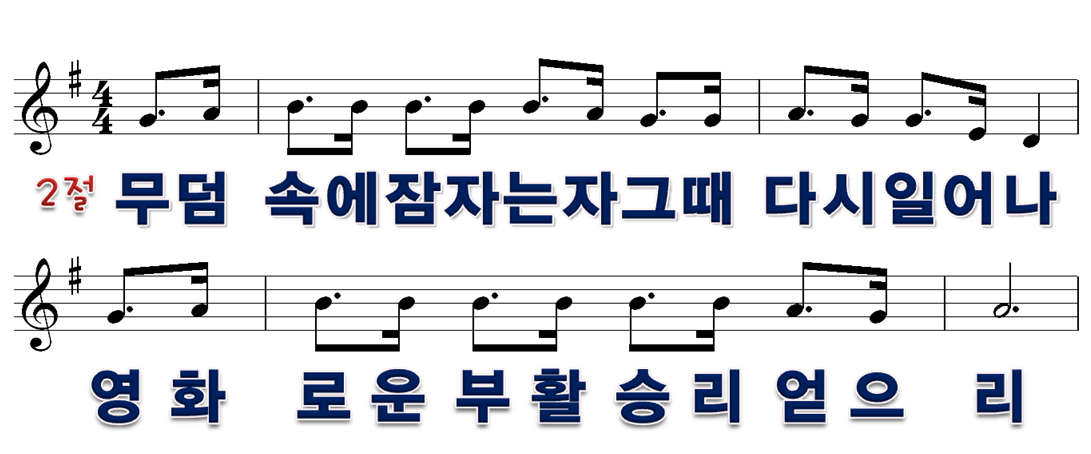 2절 무덤 속에잠자는자그때 다시일어나
영 화 로 운 부 활 승 리 얻 으 리